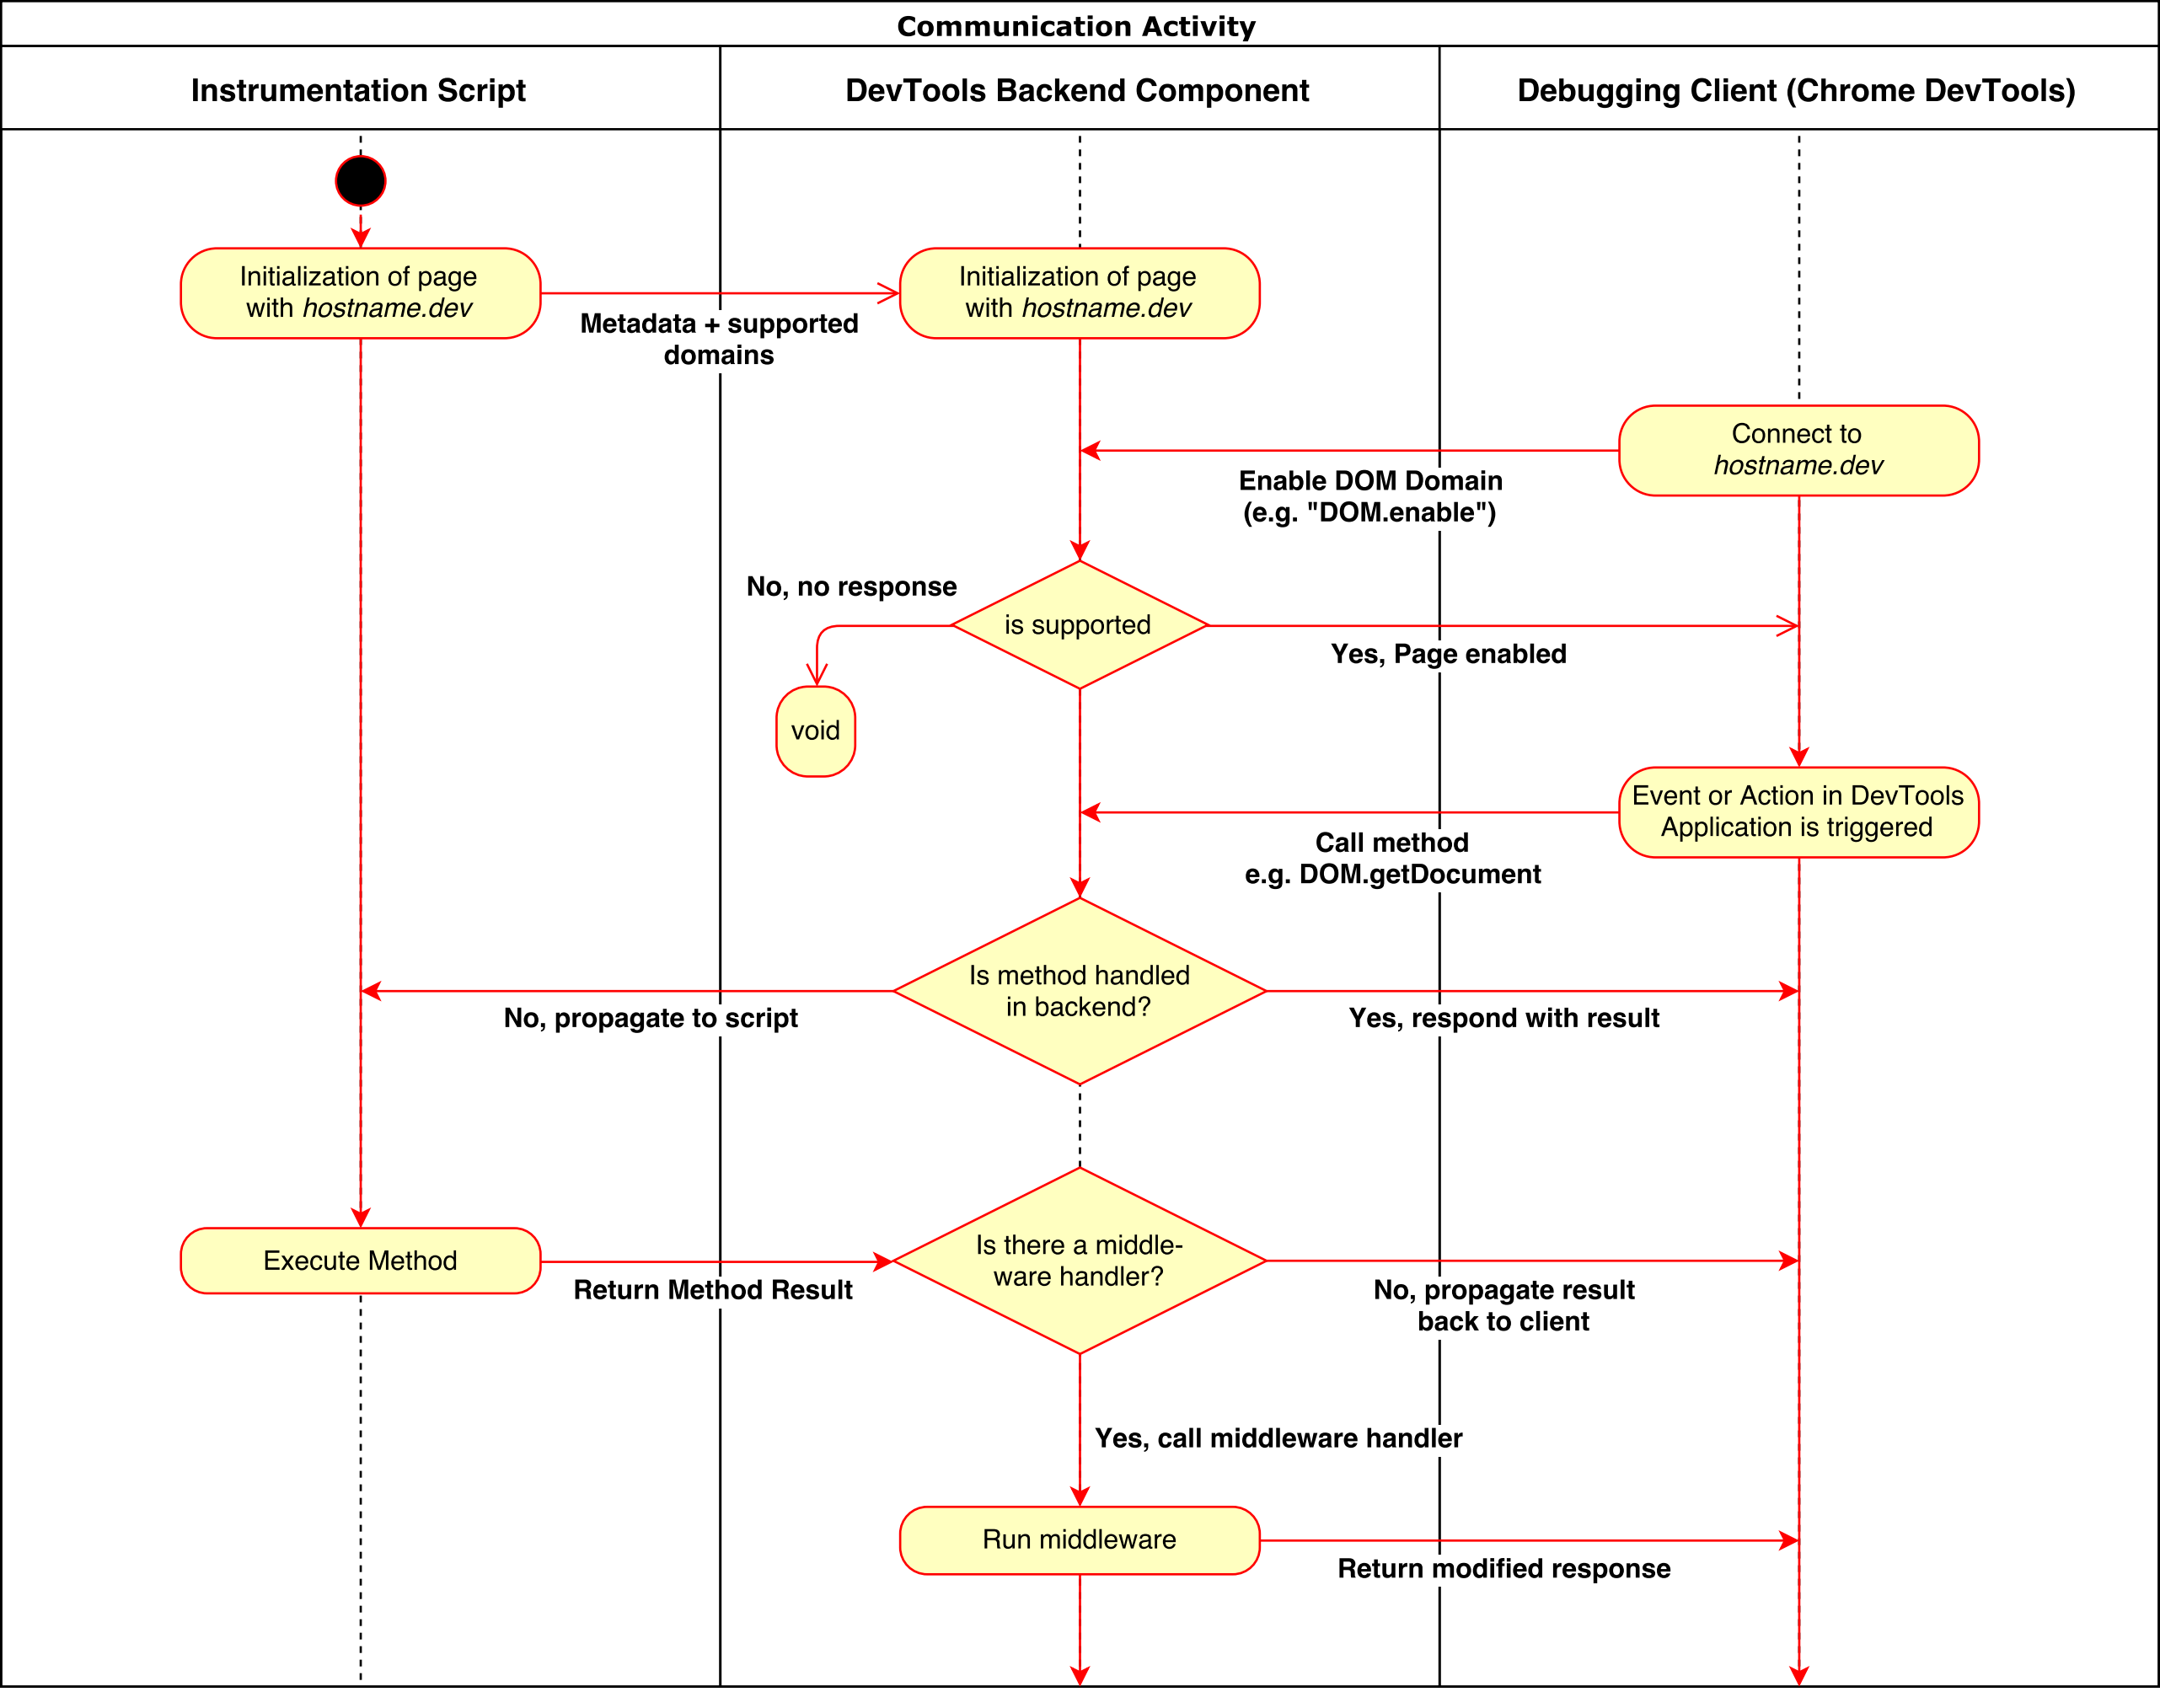 Communication Activity
Instrumentation Script
DevTools Backend Component
Debugging Client (Chrome DevTools)
Initialization of page
with hostname.dev
Metadata + supported
domains
Initialization of page
with hostname.dev
Connect to
hostname.dev
Enable DOM Domain
(e.g. "DOM.enable")
No, no response
is supported
Yes, Page enabled
void
Event or Action in DevTools
Application is triggered
Call method
e.g. DOM.getDocument
Is method handled
in backend?
No, propagate to script
Yes, respond with result
Execute Method
Return Method Result
Is there a middle-
ware handler?
No, propagate result
back to client
Yes, call middleware handler
Run middleware
Return modified response